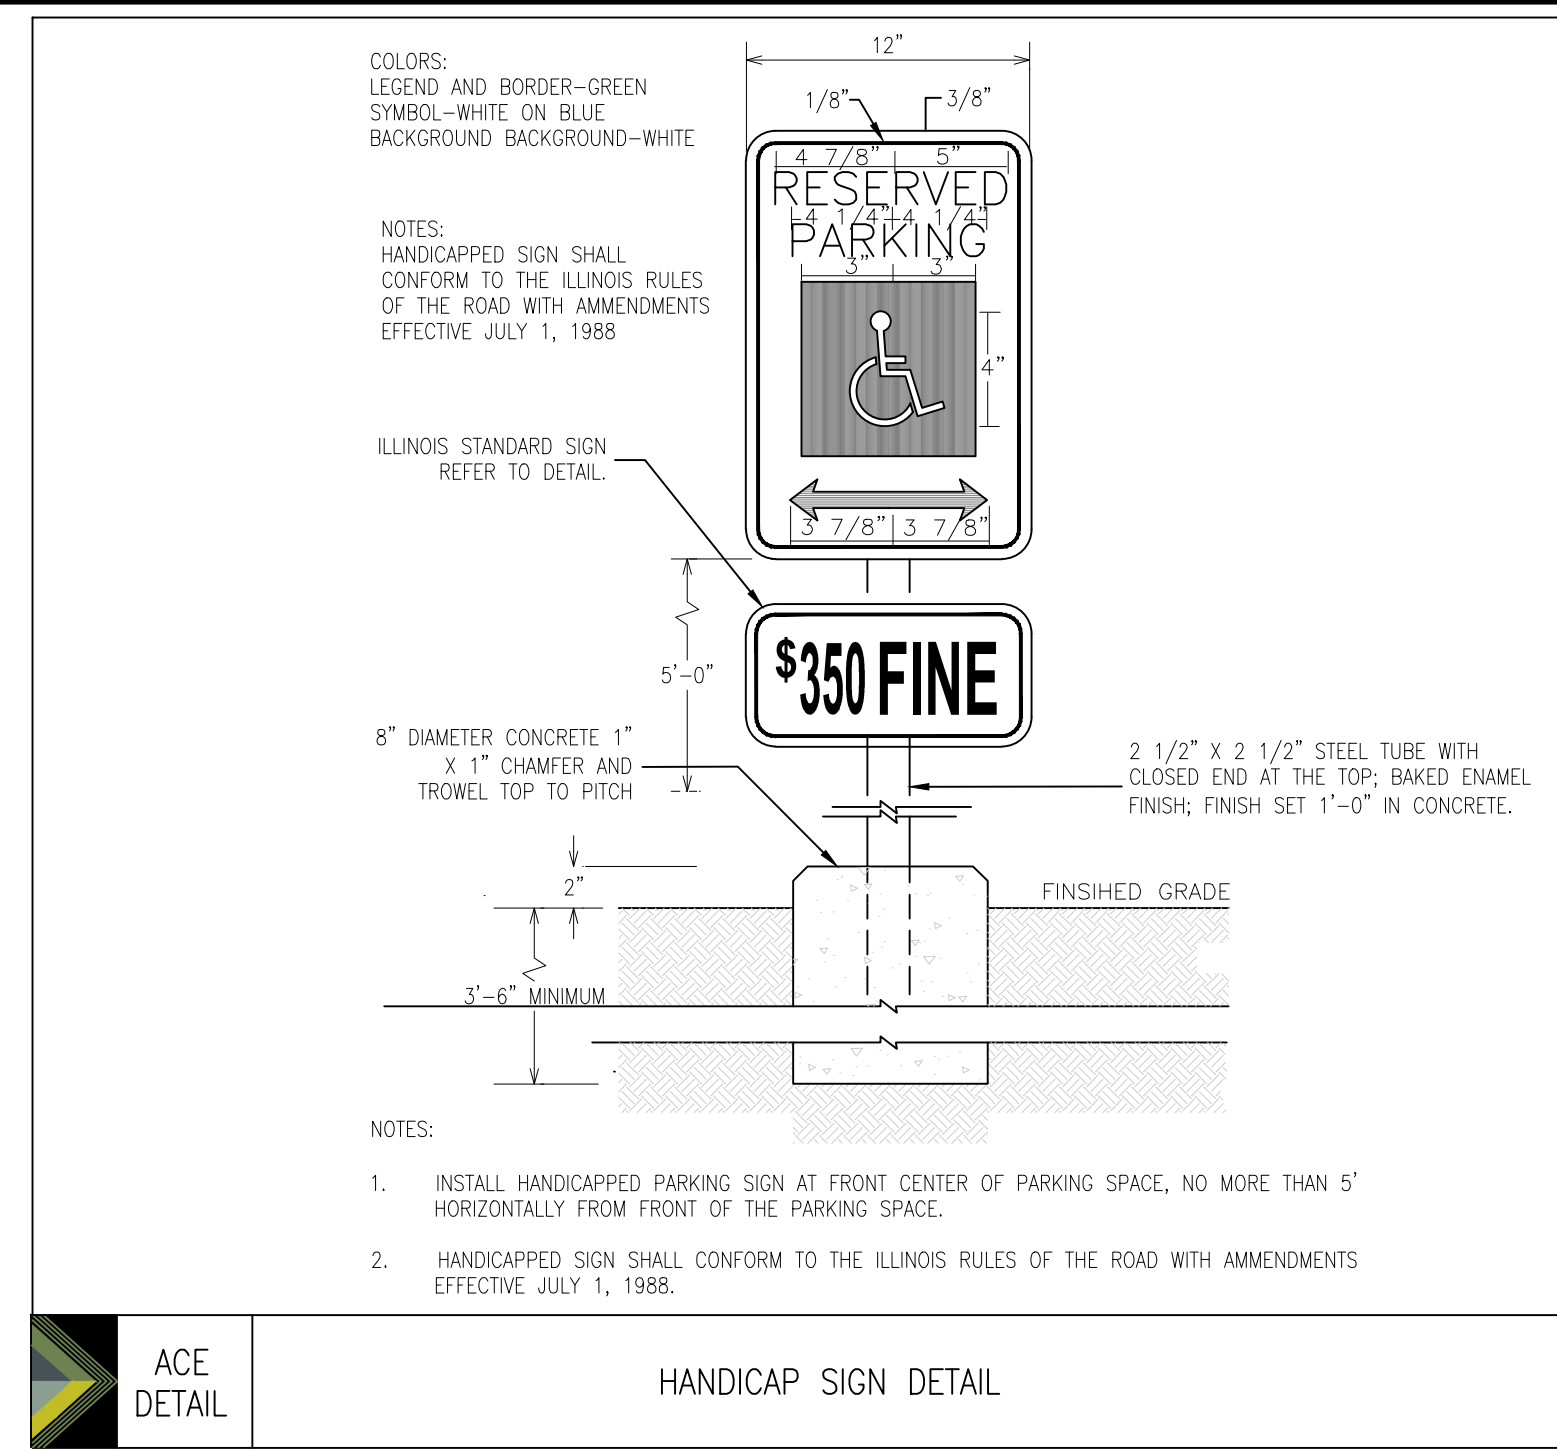 COLORS:
LEGEND AND BORDER-GREEN
SYMBOL-WHITE ON BLUE
BACKGROUND BACKGROUND-WHITE
12"
1/8"
3/8"
4 7/8"
5"
RESERVED
4 1/4"
4 1/4"
PARKING
3"
3"
4"
3 7/8"
3 7/8"
NOTES:
HANDICAPPED SIGN SHALL
CONFORM TO THE ILLINOIS RULES
OF THE ROAD WITH AMMENDMENTS
EFFECTIVE JULY 1, 1988
ILLINOIS STANDARD SIGN
REFER TO DETAIL.
5'-0"
$350 FINE
8" DIAMETER CONCRETE 1"
X 1" CHAMFER AND
TROWEL TOP TO PITCH
2 1/2" X 2 1/2" STEEL TUBE WITH
CLOSED END AT THE TOP; BAKED ENAMEL
FINISH; FINISH SET 1'-0" IN CONCRETE.
2"
FINSIHED GRADE
3'-6" MINIMUM
NOTES:
1. INSTALL HANDICAPPED PARKING SIGN AT FRONT CENTER OF PARKING SPACE, NO MORE THAN 5'
HORIZONTALLY FROM FRONT OF THE PARKING SPACE.
2. HANDICAPPED SIGN SHALL CONFORM TO THE ILLINOIS RULES OF THE ROAD WITH AMMENDMENTS
EFFECTIVE JULY 1, 1988.
ACE
DETAIL
HANDICAP SIGN DETAIL